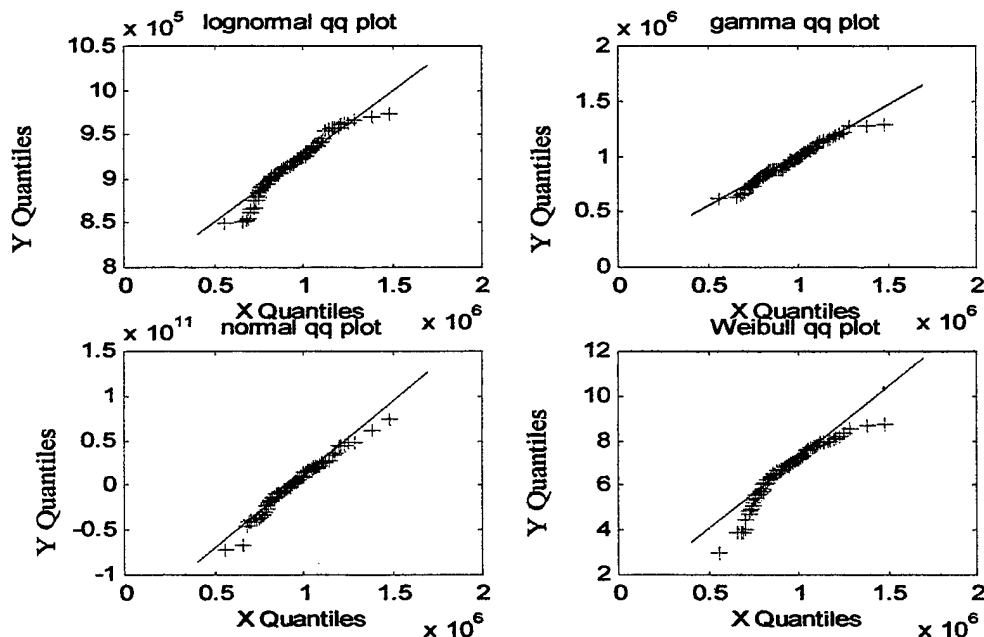 x 10^5 lognormal qq plot
10.5
10
9.5
9
8.5
8
Y Quantiles
0 0.5 1 1.5 2
X Quantiles x 10^6
x 10^6 gamma qq plot
2
1.5
1
0.5
0
Y Quantiles
0 0.5 1 1.5 2
X Quantiles x 10^6
x 10^11 normal qq plot
1.5
1
0.5
0
-0.5
-1
Y Quantiles
0 0.5 1 1.5 2
X Quantiles x 10^6
Weibull qq plot
12
10
8
6
4
2
Y Quantiles
0 0.5 1 1.5 2
X Quantiles x 10^6